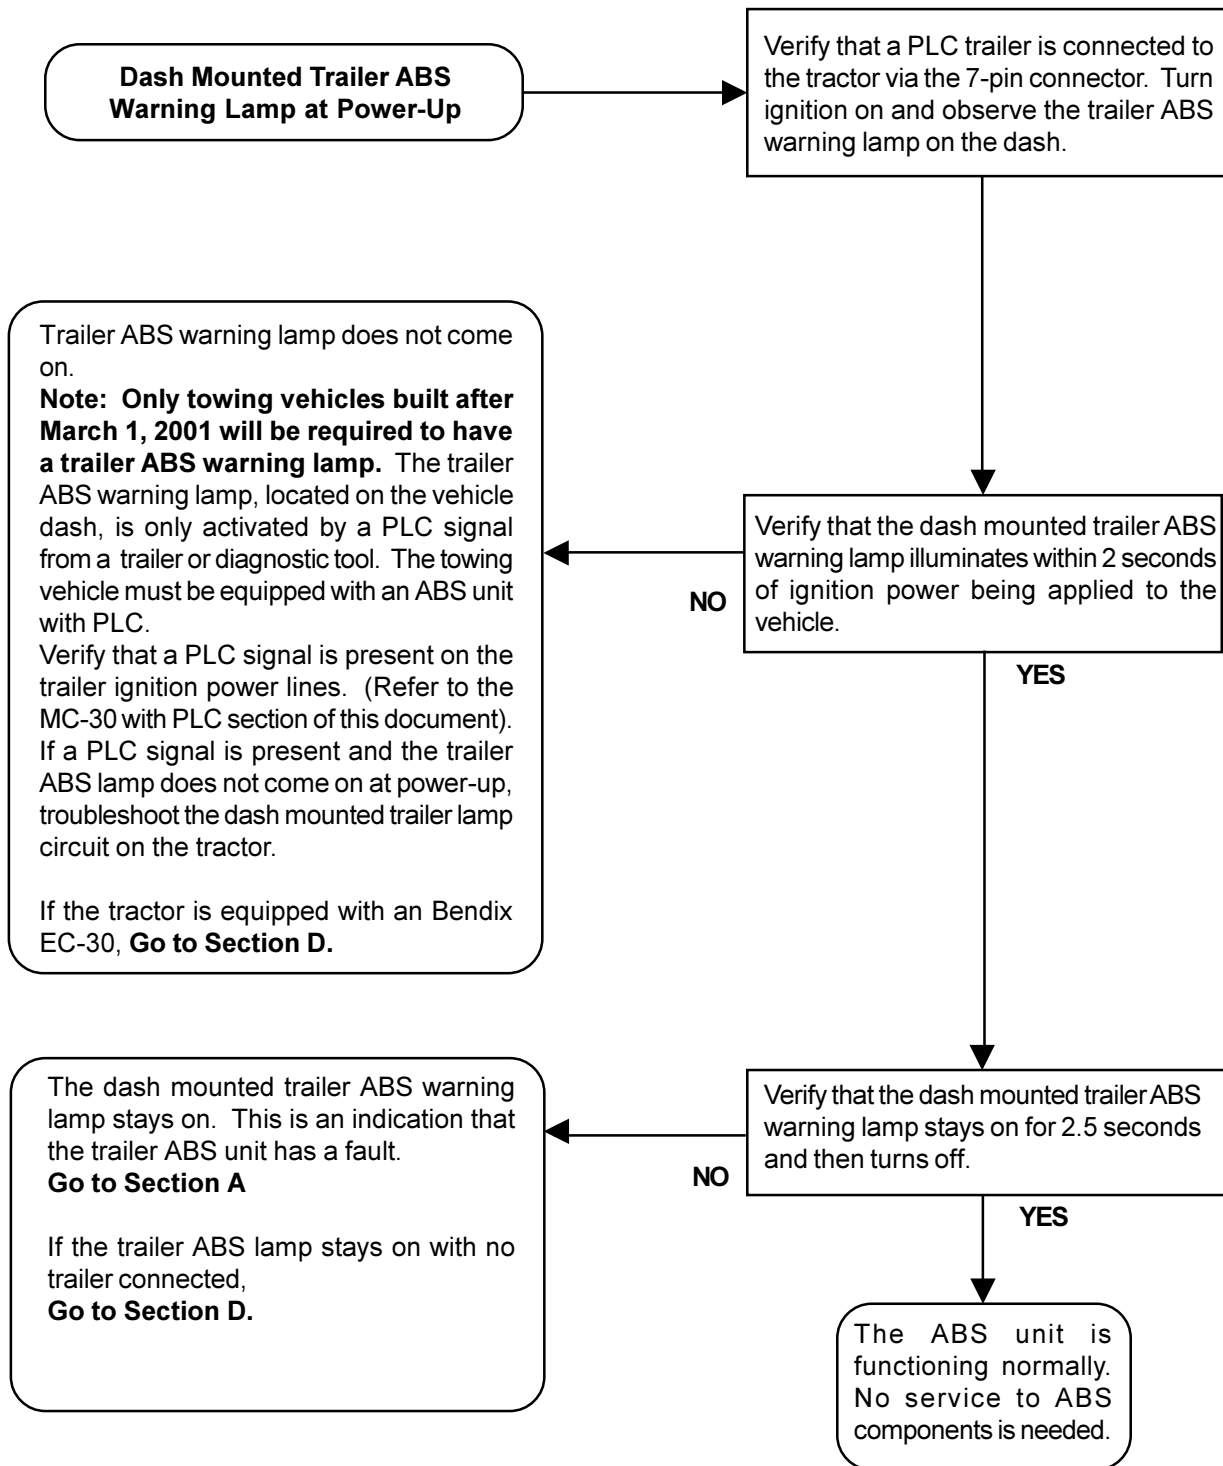 Dash Mounted Trailer ABS
Warning Lamp at Power-Up
Verify that a PLC trailer is connected to
the tractor via the 7-pin connector. Turn
ignition on and observe the trailer ABS
warning lamp on the dash.
Trailer ABS warning lamp does not come
on.
Note: Only towing vehicles built after
March 1, 2001 will be required to have
a trailer ABS warning lamp. The trailer
ABS warning lamp, located on the vehicle
dash, is only activated by a PLC signal
from a trailer or diagnostic tool. The towing
vehicle must be equipped with an ABS unit
with PLC.
Verify that a PLC signal is present on the
trailer ignition power lines. (Refer to the
MC-30 with PLC section of this document).
If a PLC signal is present and the trailer
ABS lamp does not come on at power-up,
troubleshoot the dash mounted trailer lamp
circuit on the tractor.
If the tractor is equipped with an Bendix
EC-30, Go to Section D.
NO
Verify that the dash mounted trailer ABS
warning lamp illuminates within 2 seconds
of ignition power being applied to the
vehicle.
YES
The dash mounted trailer ABS warning
lamp stays on. This is an indication that
the trailer ABS unit has a fault.
Go to Section A
If the trailer ABS lamp stays on with no
trailer connected,
Go to Section D.
NO
Verify that the dash mounted trailer ABS
warning lamp stays on for 2.5 seconds
and then turns off.
YES
The ABS unit is
functioning normally.
No service to ABS
components is needed.